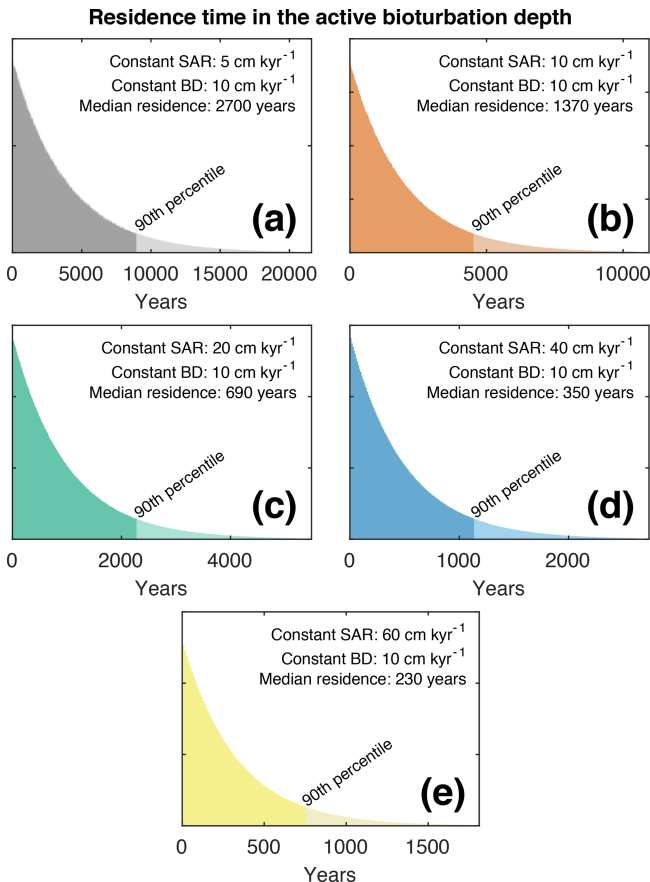 Residence time in the active bioturbation depth
Constant SAR: 5 cm kyr⁻¹
Constant BD: 10 cm kyr⁻¹
Median residence: 2700 years
90th percentile
(a)
0 5000 10000 15000 20000
Years
Constant SAR: 10 cm kyr⁻¹
Constant BD: 10 cm kyr⁻¹
Median residence: 1370 years
90th percentile
(b)
0 5000 10000
Years
Constant SAR: 20 cm kyr⁻¹
Constant BD: 10 cm kyr⁻¹
Median residence: 690 years
90th percentile
(c)
0 2000 4000
Years
Constant SAR: 40 cm kyr⁻¹
Constant BD: 10 cm kyr⁻¹
Median residence: 350 years
90th percentile
(d)
0 1000 2000
Years
Constant SAR: 60 cm kyr⁻¹
Constant BD: 10 cm kyr⁻¹
Median residence: 230 years
90th percentile
(e)
0 500 1000 1500
Years